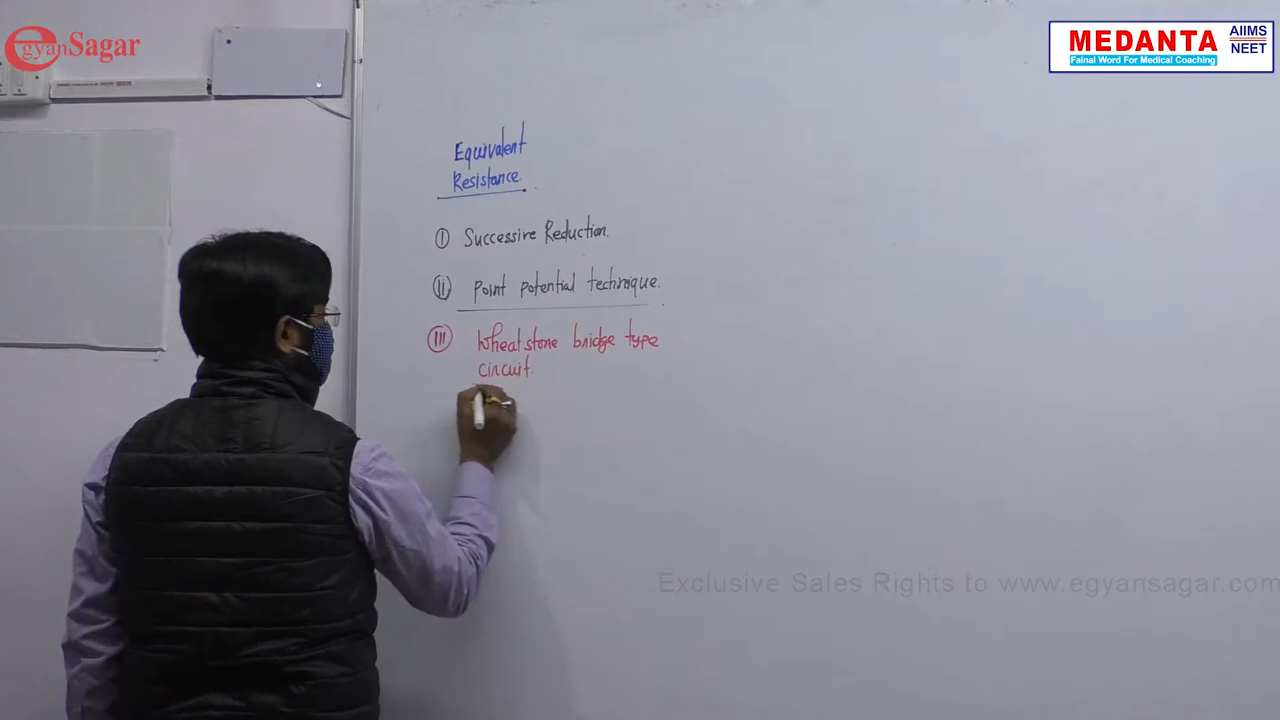 egyanSagar
MEDANTA
AIIMS
NEET
Fainal Word For Medical Coaching
Equivalent
Resistance.
(I) Successive Reduction.
(ii) Point potential technique.
(III) Wheatstone bridge type
circuit.
Exclusive Sales Rights to www.egyansagar.com